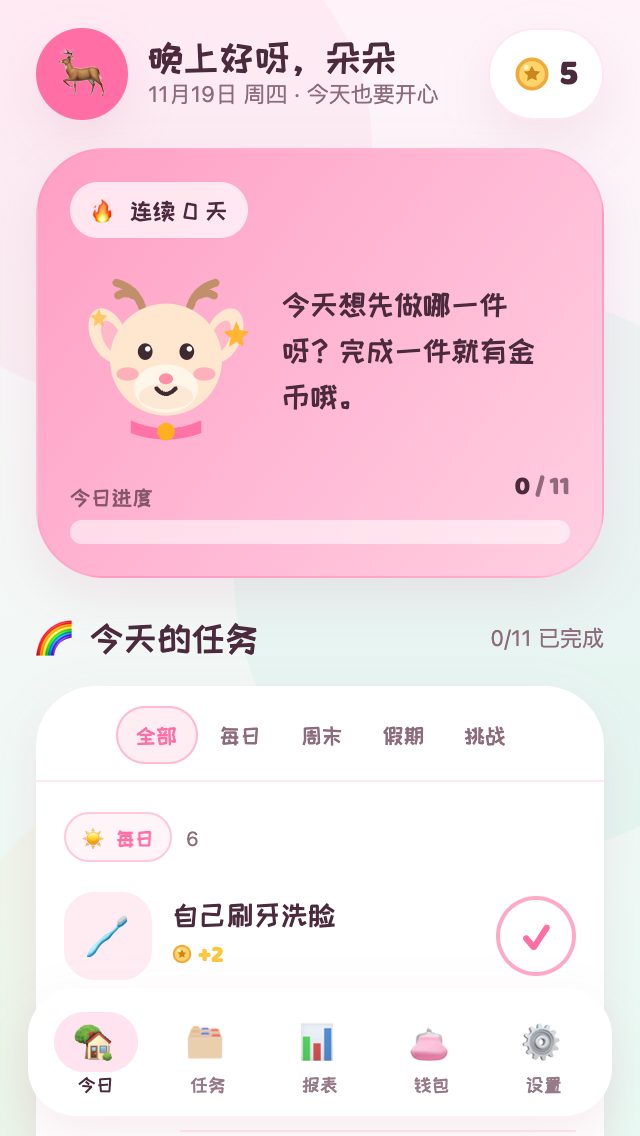 晚上好呀，朵朵
11月19日 周四 · 今天也要开心
5
连续 0 天
今天想先做哪一件
呀？完成一件就有金
币哦。
今日进度
0 / 11
今天的任务
0/11 已完成
全部 每日 周末 假期 挑战
每日 6
自己刷牙洗脸
+2
今日 任务 报表 钱包 设置